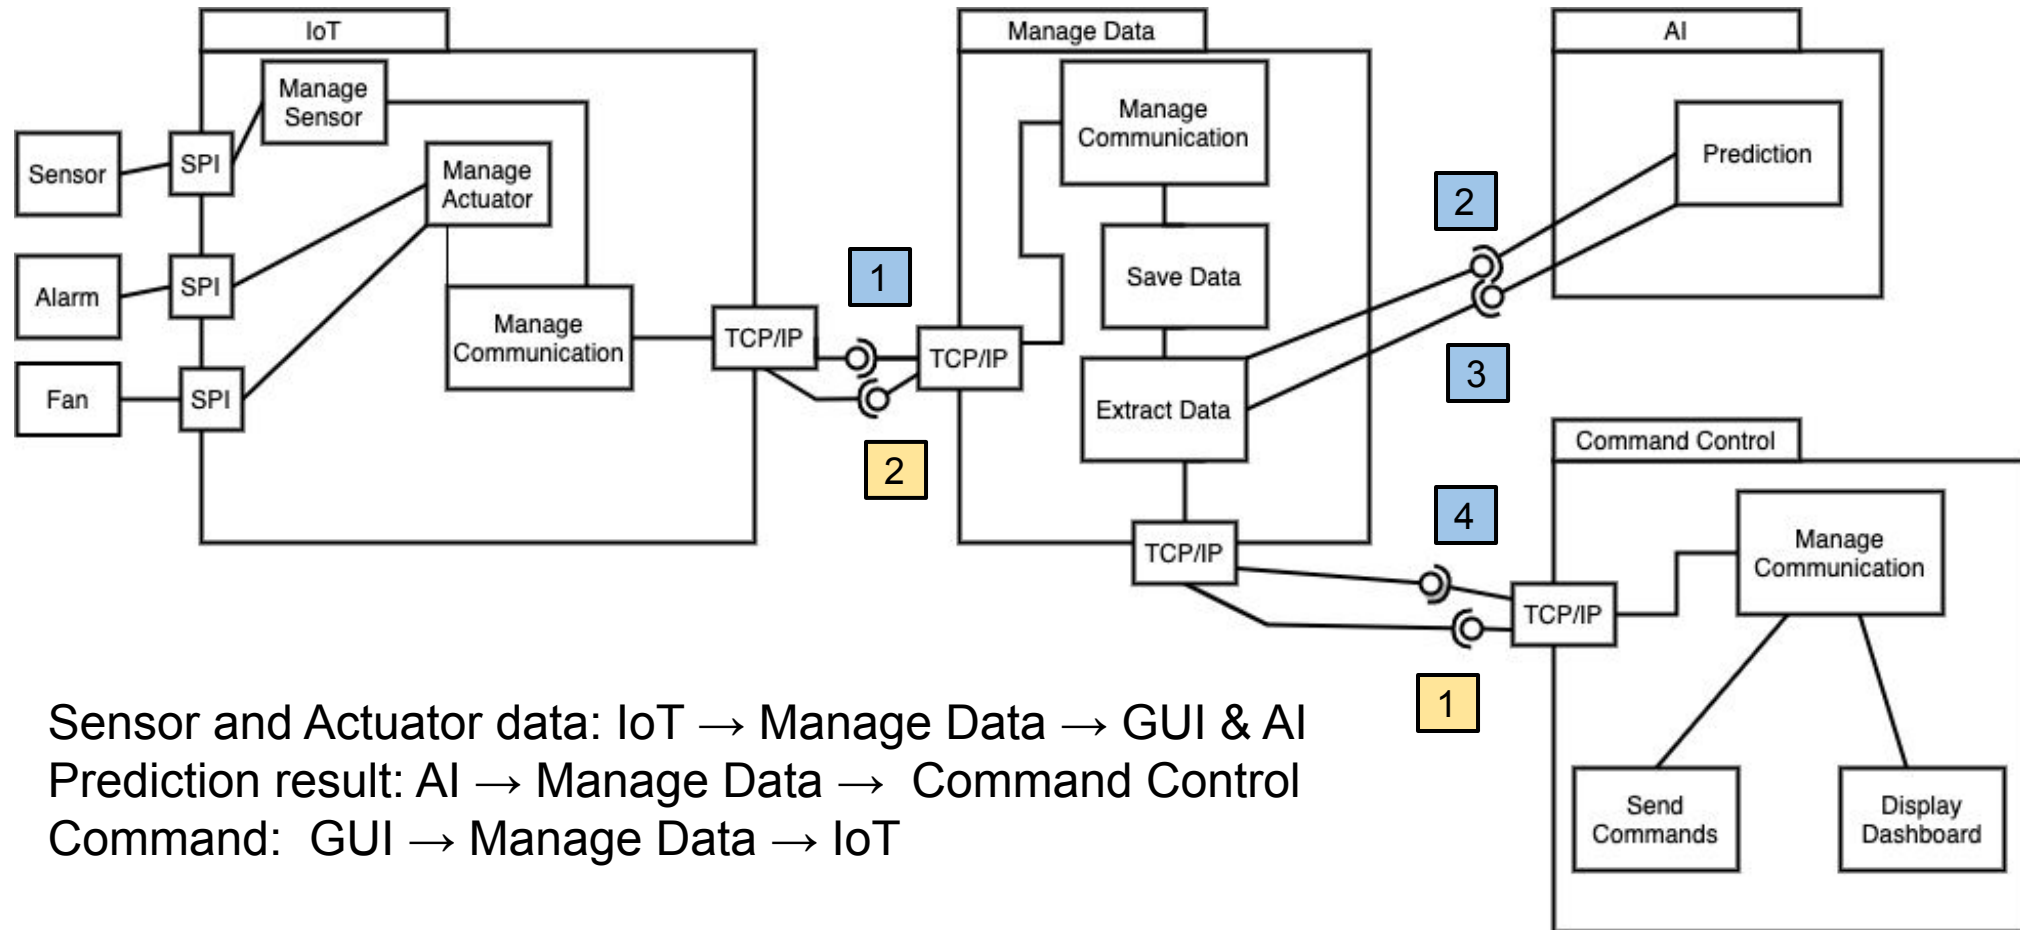 IoT
Manage Data
AI
Manage
Sensor
Manage
Communication
Sensor
SPI
Manage
Actuator
Prediction
2
Alarm
SPI
1
Save Data
Manage
Communication
TCP/IP
TCP/IP
3
Fan
SPI
Extract Data
2
Command Control
4
TCP/IP
Manage
Communication
TCP/IP
1
Sensor and Actuator data: IoT → Manage Data → GUI & AI
Prediction result: AI → Manage Data → Command Control
Command: GUI → Manage Data → IoT
Send
Commands
Display
Dashboard